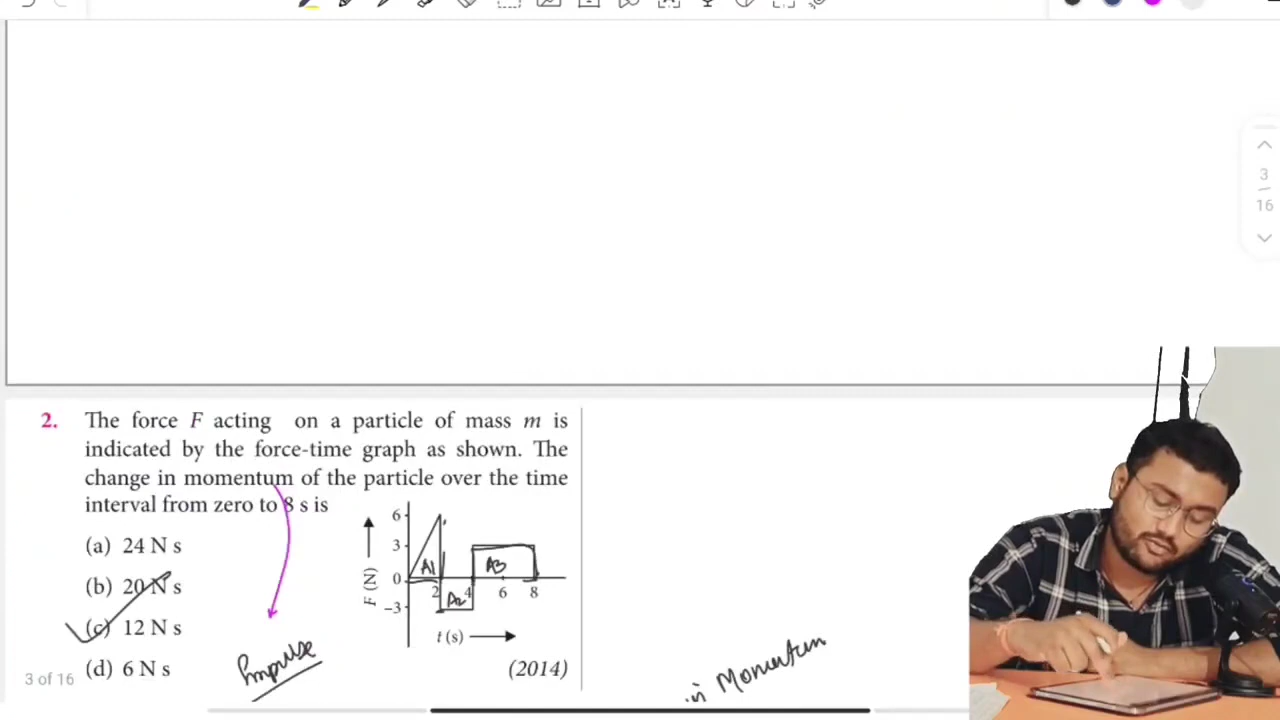 3
16
2. The force F acting on a particle of mass m is
indicated by the force-time graph as shown. The
change in momentum of the particle over the time
interval from zero to 8 s is
(a) 24 N s
(b) 20 N s
(c) 12 N s
(d) 6 N s
6
3
0
-3
F (N)
2 4 6 8
t (s)
A1
A2
A3
(2014)
Impulse
in Momentum
3 of 16